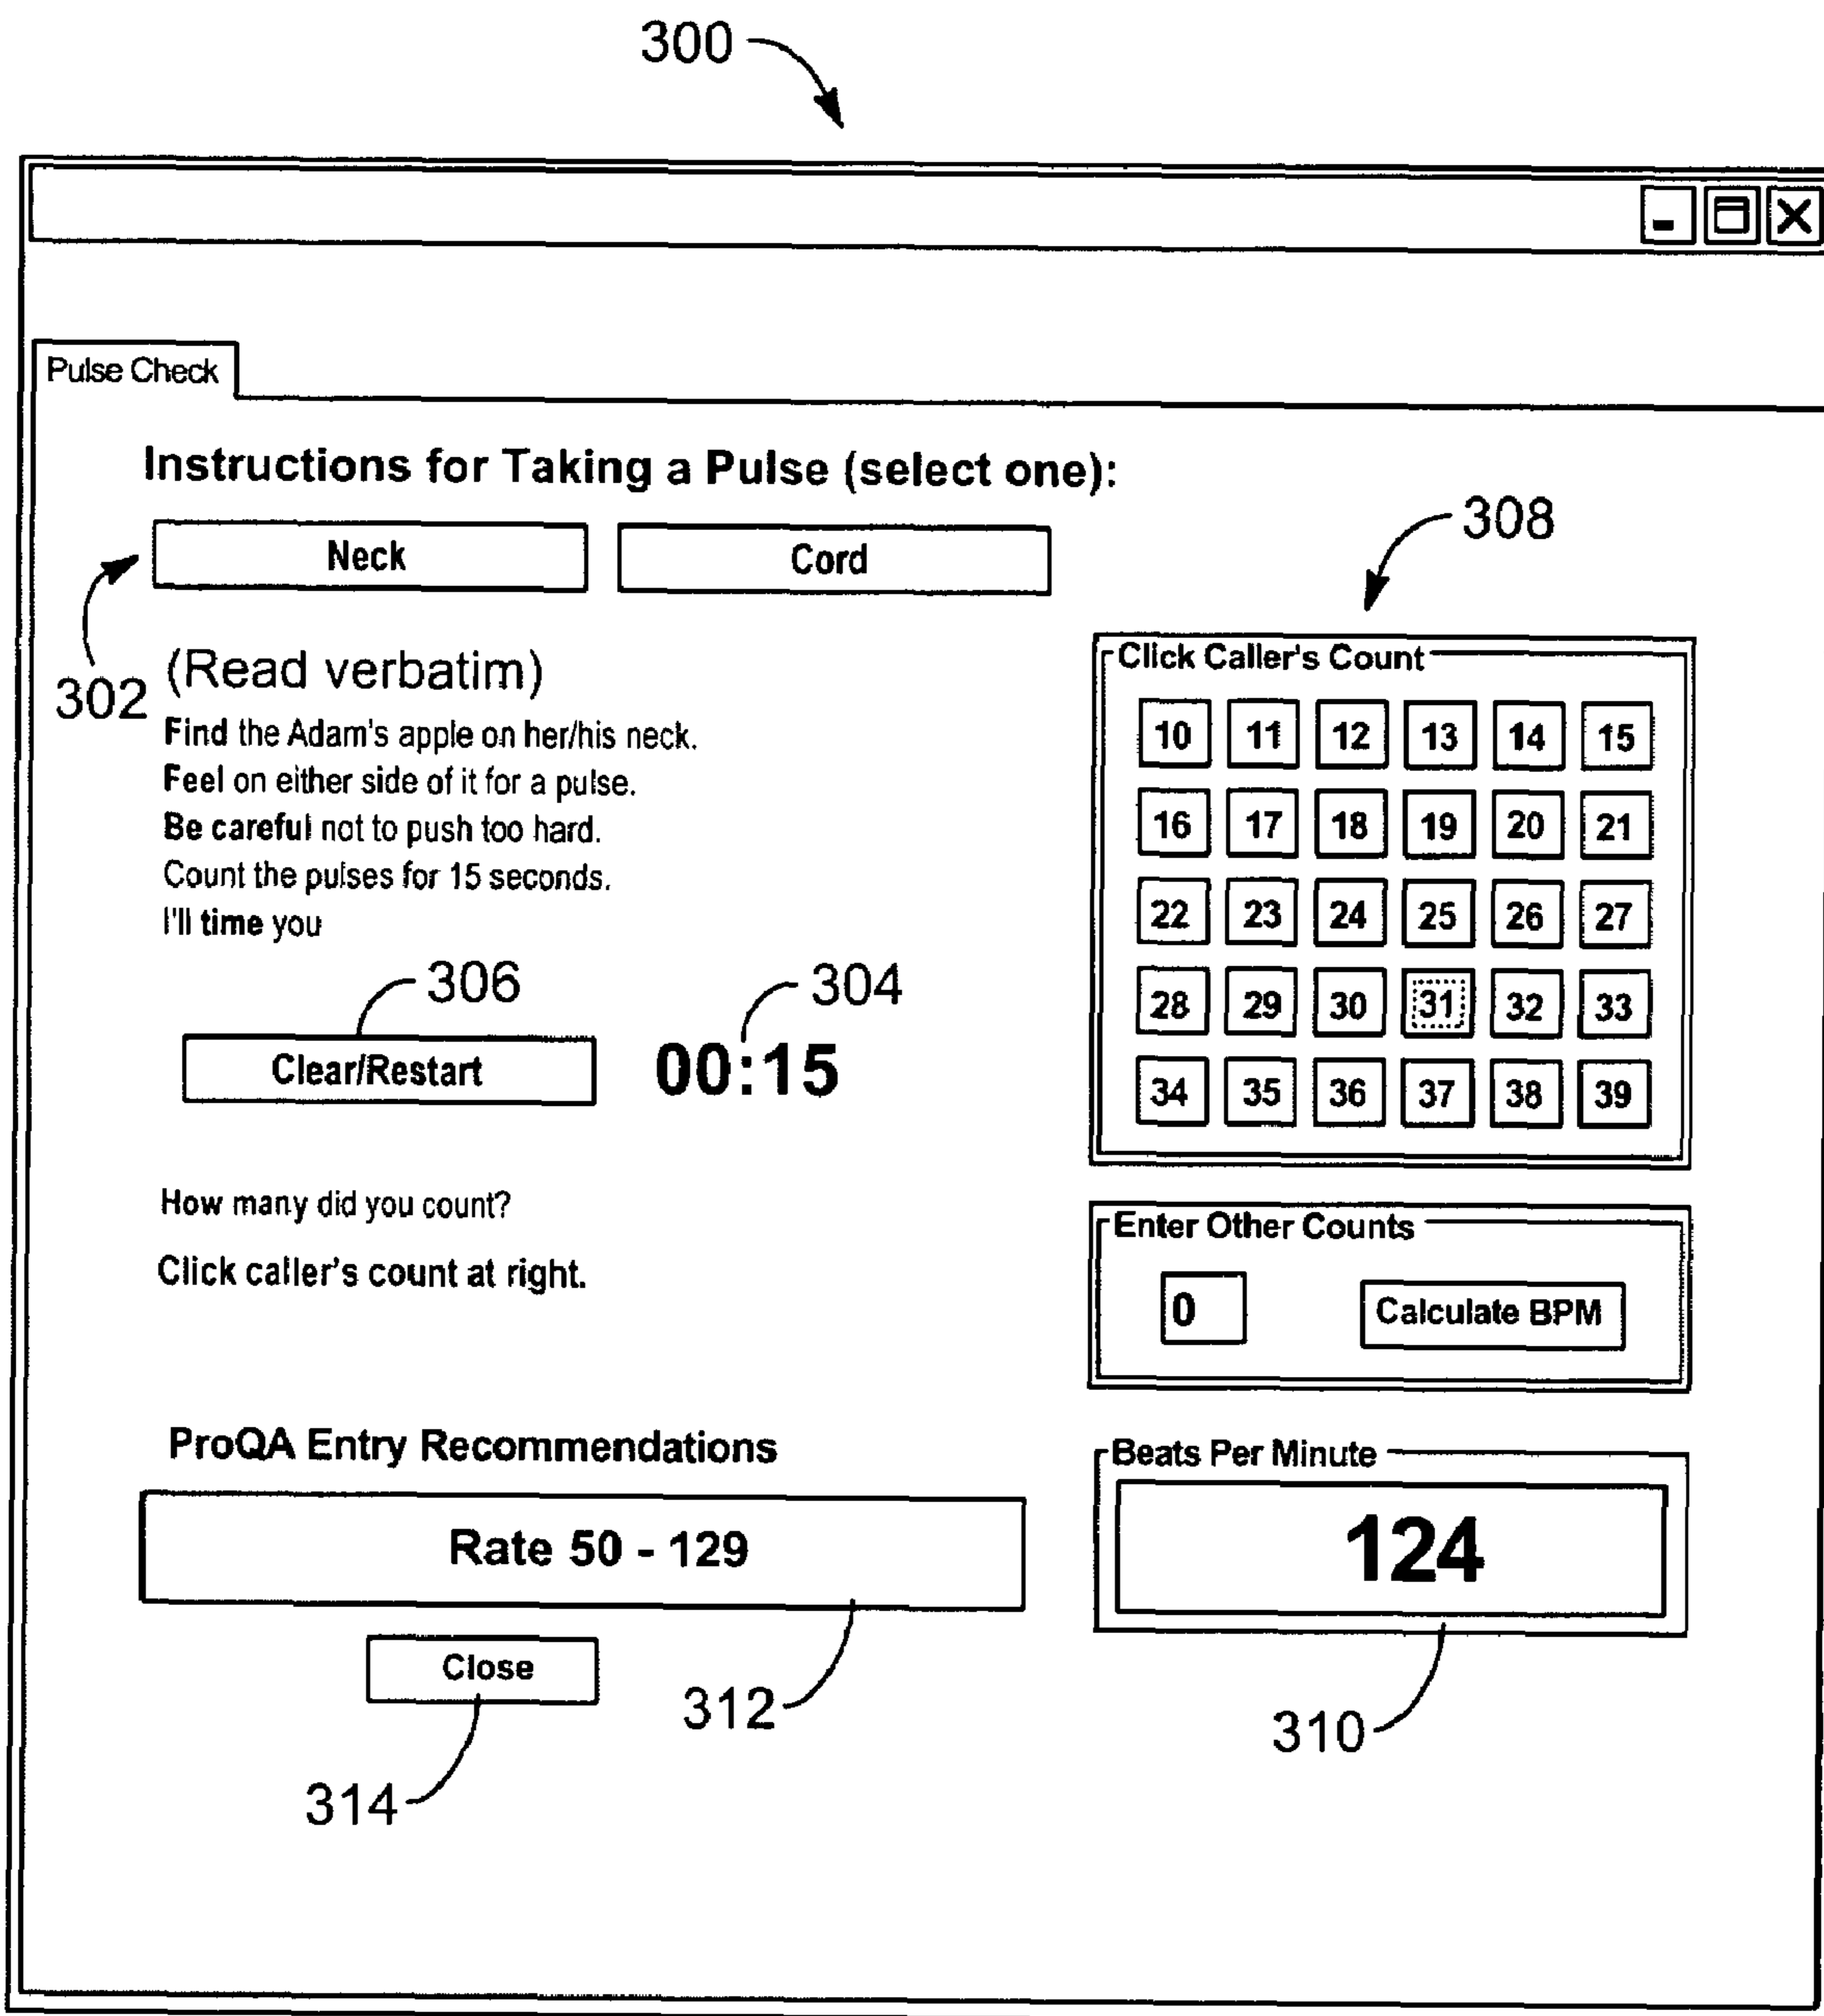 300
Pulse Check
Instructions for Taking a Pulse (select one):
Neck Cord
302
308
(Read verbatim)
Find the Adam's apple on her/his neck.
Feel on either side of it for a pulse.
Be careful not to push too hard.
Count the pulses for 15 seconds.
I'll time you
306
304
Clear/Restart
00:15
Click Caller's Count
10 11 12 13 14 15
16 17 18 19 20 21
22 23 24 25 26 27
28 29 30 31 32 33
34 35 36 37 38 39
How many did you count?
Click caller's count at right.
Enter Other Counts
0 Calculate BPM
ProQA Entry Recommendations
Rate 50 - 129
Beats Per Minute
124
Close
312
310
314